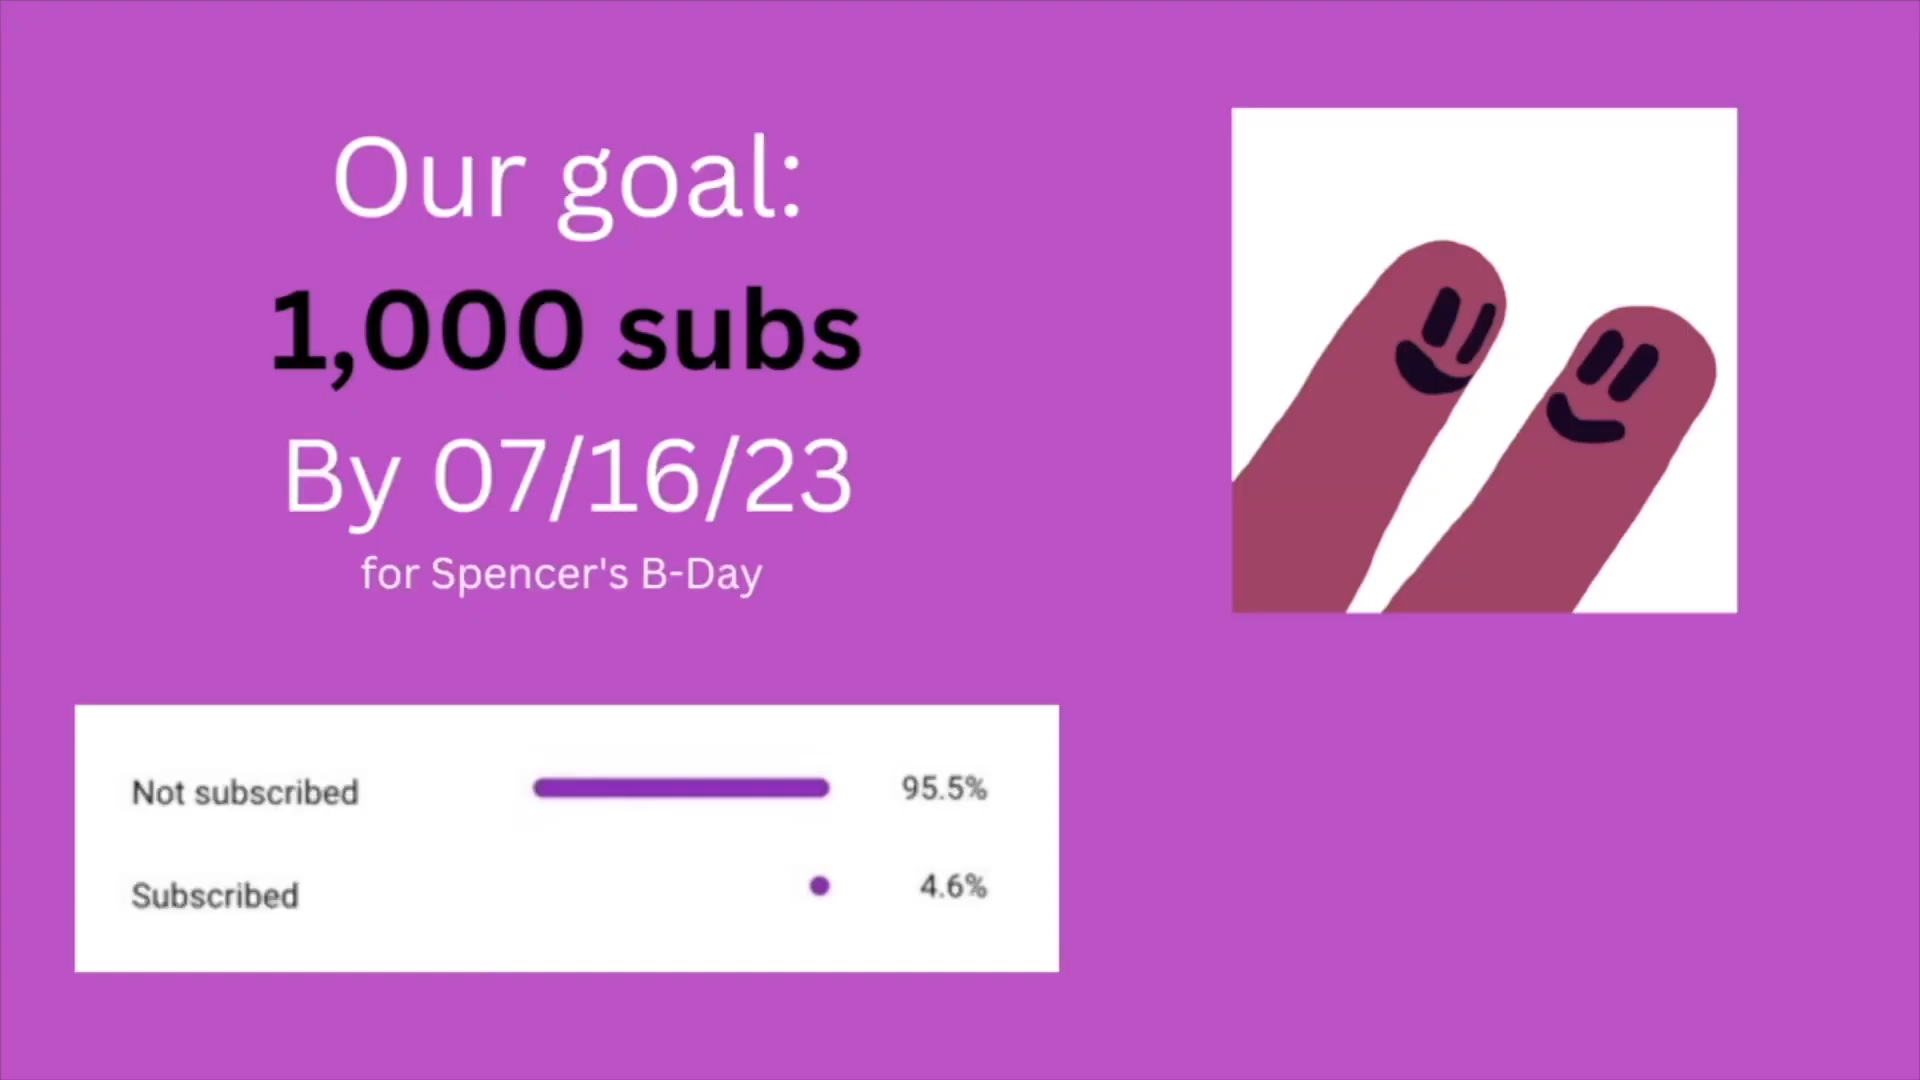 Our goal:
1,000 subs
By 07/16/23
for Spencer's B-Day
Not subscribed 95.5%
Subscribed 4.6%